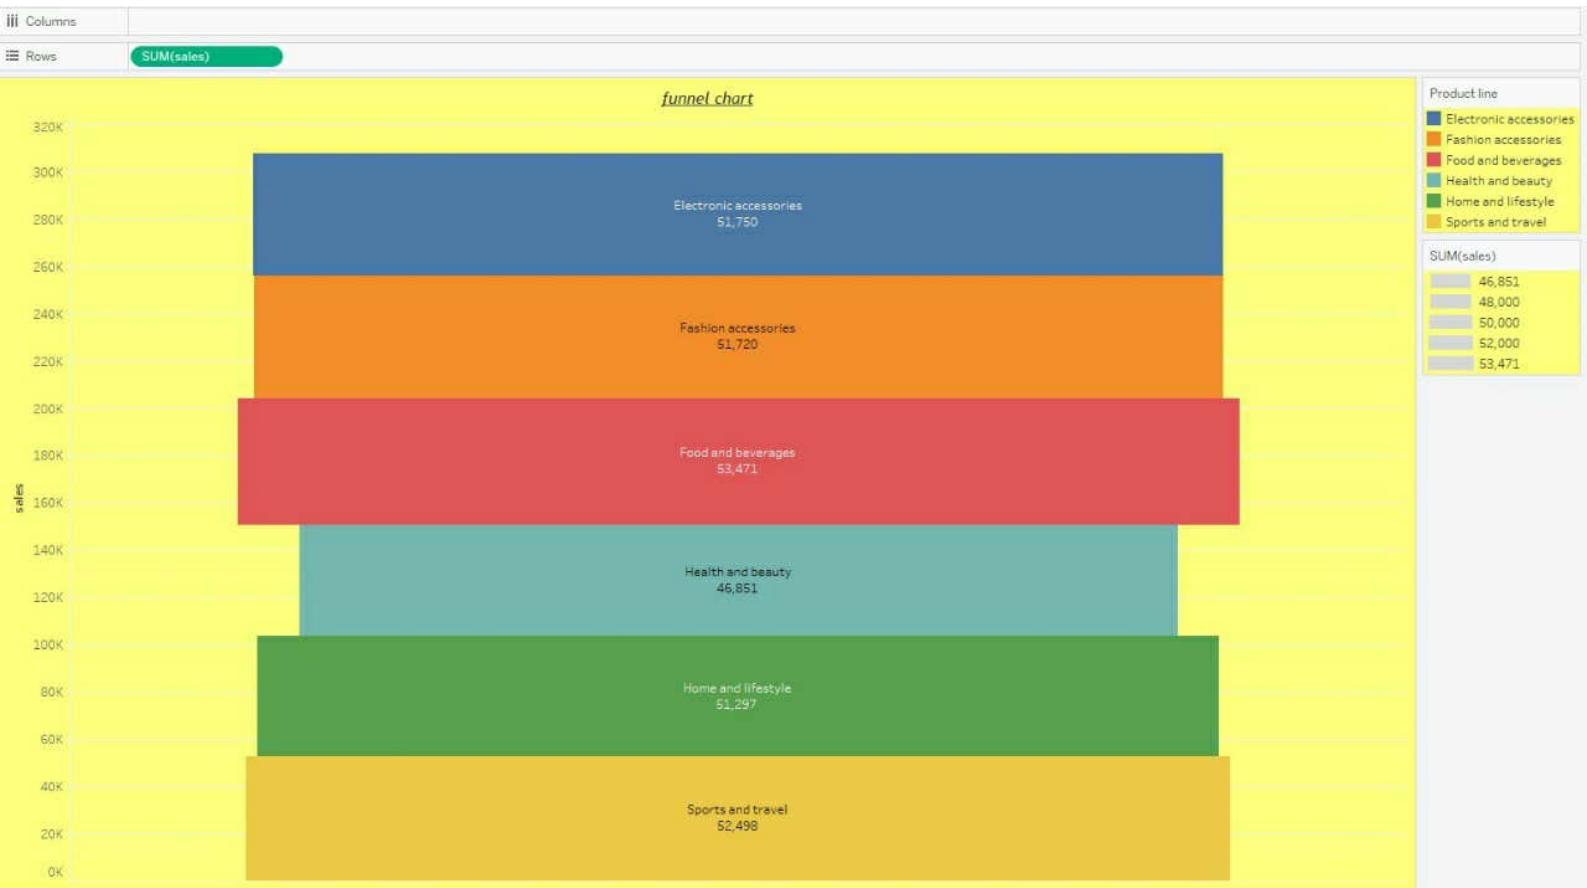 Columns
Rows
SUM(sales)
funnel chart
320K
300K
280K
260K
240K
220K
200K
180K
160K
140K
120K
100K
80K
60K
40K
20K
0K
sales
Electronic accessories
51,750
Fashion accessories
51,720
Food and beverages
53,471
Health and beauty
46,851
Home and lifestyle
51,297
Sports and travel
52,498
Product line
Electronic accessories
Fashion accessories
Food and beverages
Health and beauty
Home and lifestyle
Sports and travel
SUM(sales)
46,851
48,000
50,000
52,000
53,471